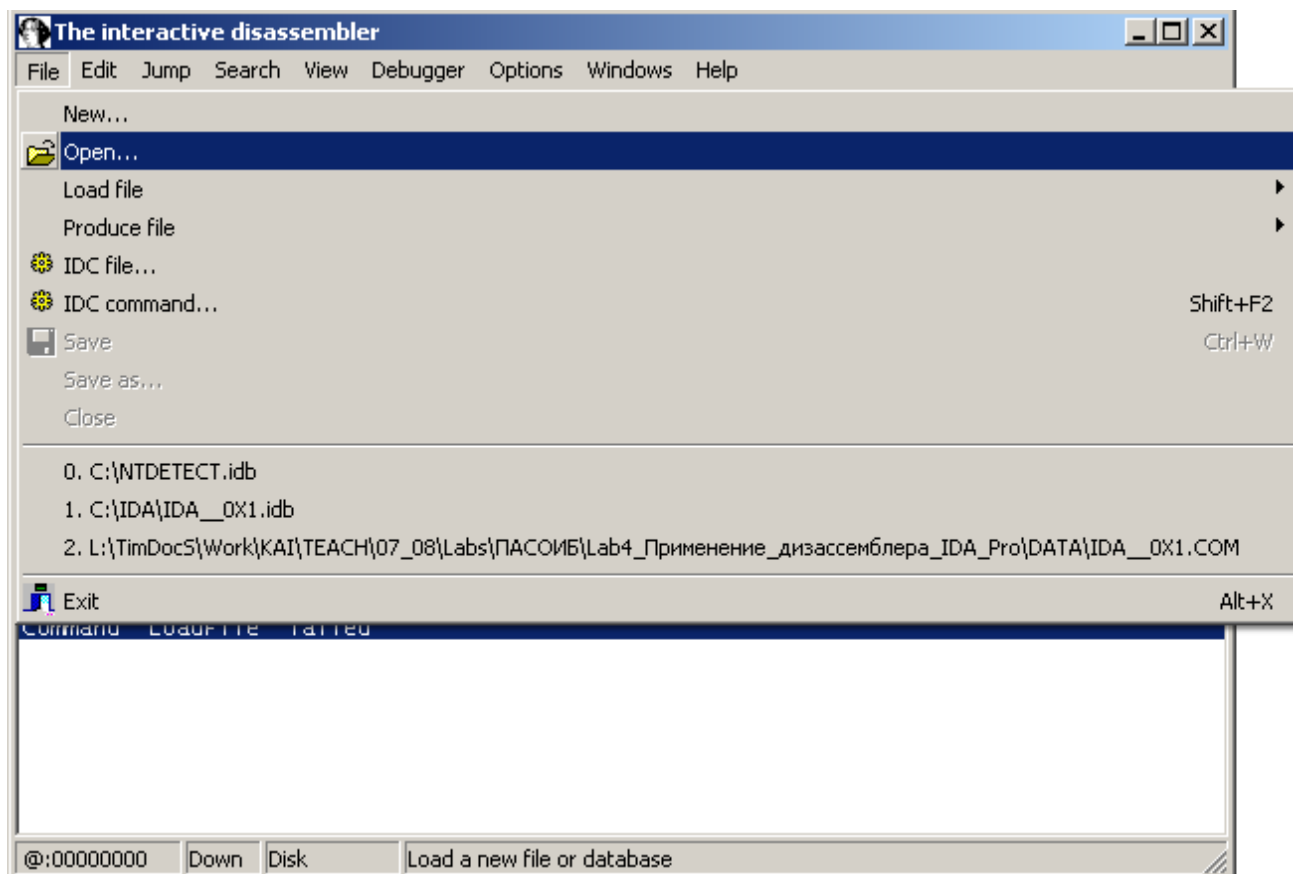 The interactive disassembler
File Edit Jump Search View Debugger Options Windows Help
New...
Open...
Load file
Produce file
IDC file...
IDC command... Shift+F2
Save Ctrl+W
Save as...
Close
0. C:\NTDETECT.idb
1. C:\IDA\IDA__0X1.idb
2. L:\TimDocS\Work\KAI\TEACH\07_08\Labs\ПАСОИБ\Lab4_Применение_дизассемблера_IDA_Pro\DATA\IDA__0X1.COM
Exit Alt+X
Command "LoadFile" failed
@:00000000 Down Disk Load a new file or database